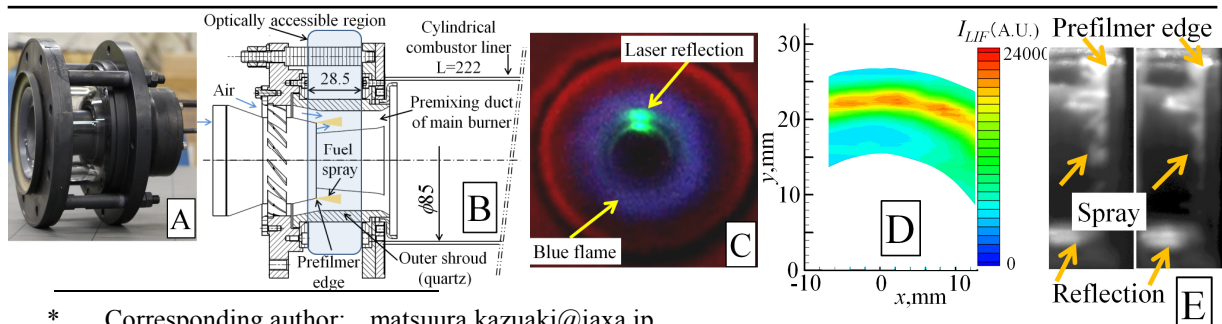 Optically accessible region
Cylindrical
combustor liner
L=222
28.5
Air
Premixing duct
of main burner
Fuel
spray
ϕ85
Prefilmer
edge
Outer shroud
(quartz)
A
B
Laser reflection
Blue flame
C
I_LIF(A.U.)
24000
0
y,mm
30
20
10
0
-10
0
10
x,mm
D
Prefilmer edge
Spray
Reflection
E
* Corresponding author: matsuura.kazuaki@jaxa.jp